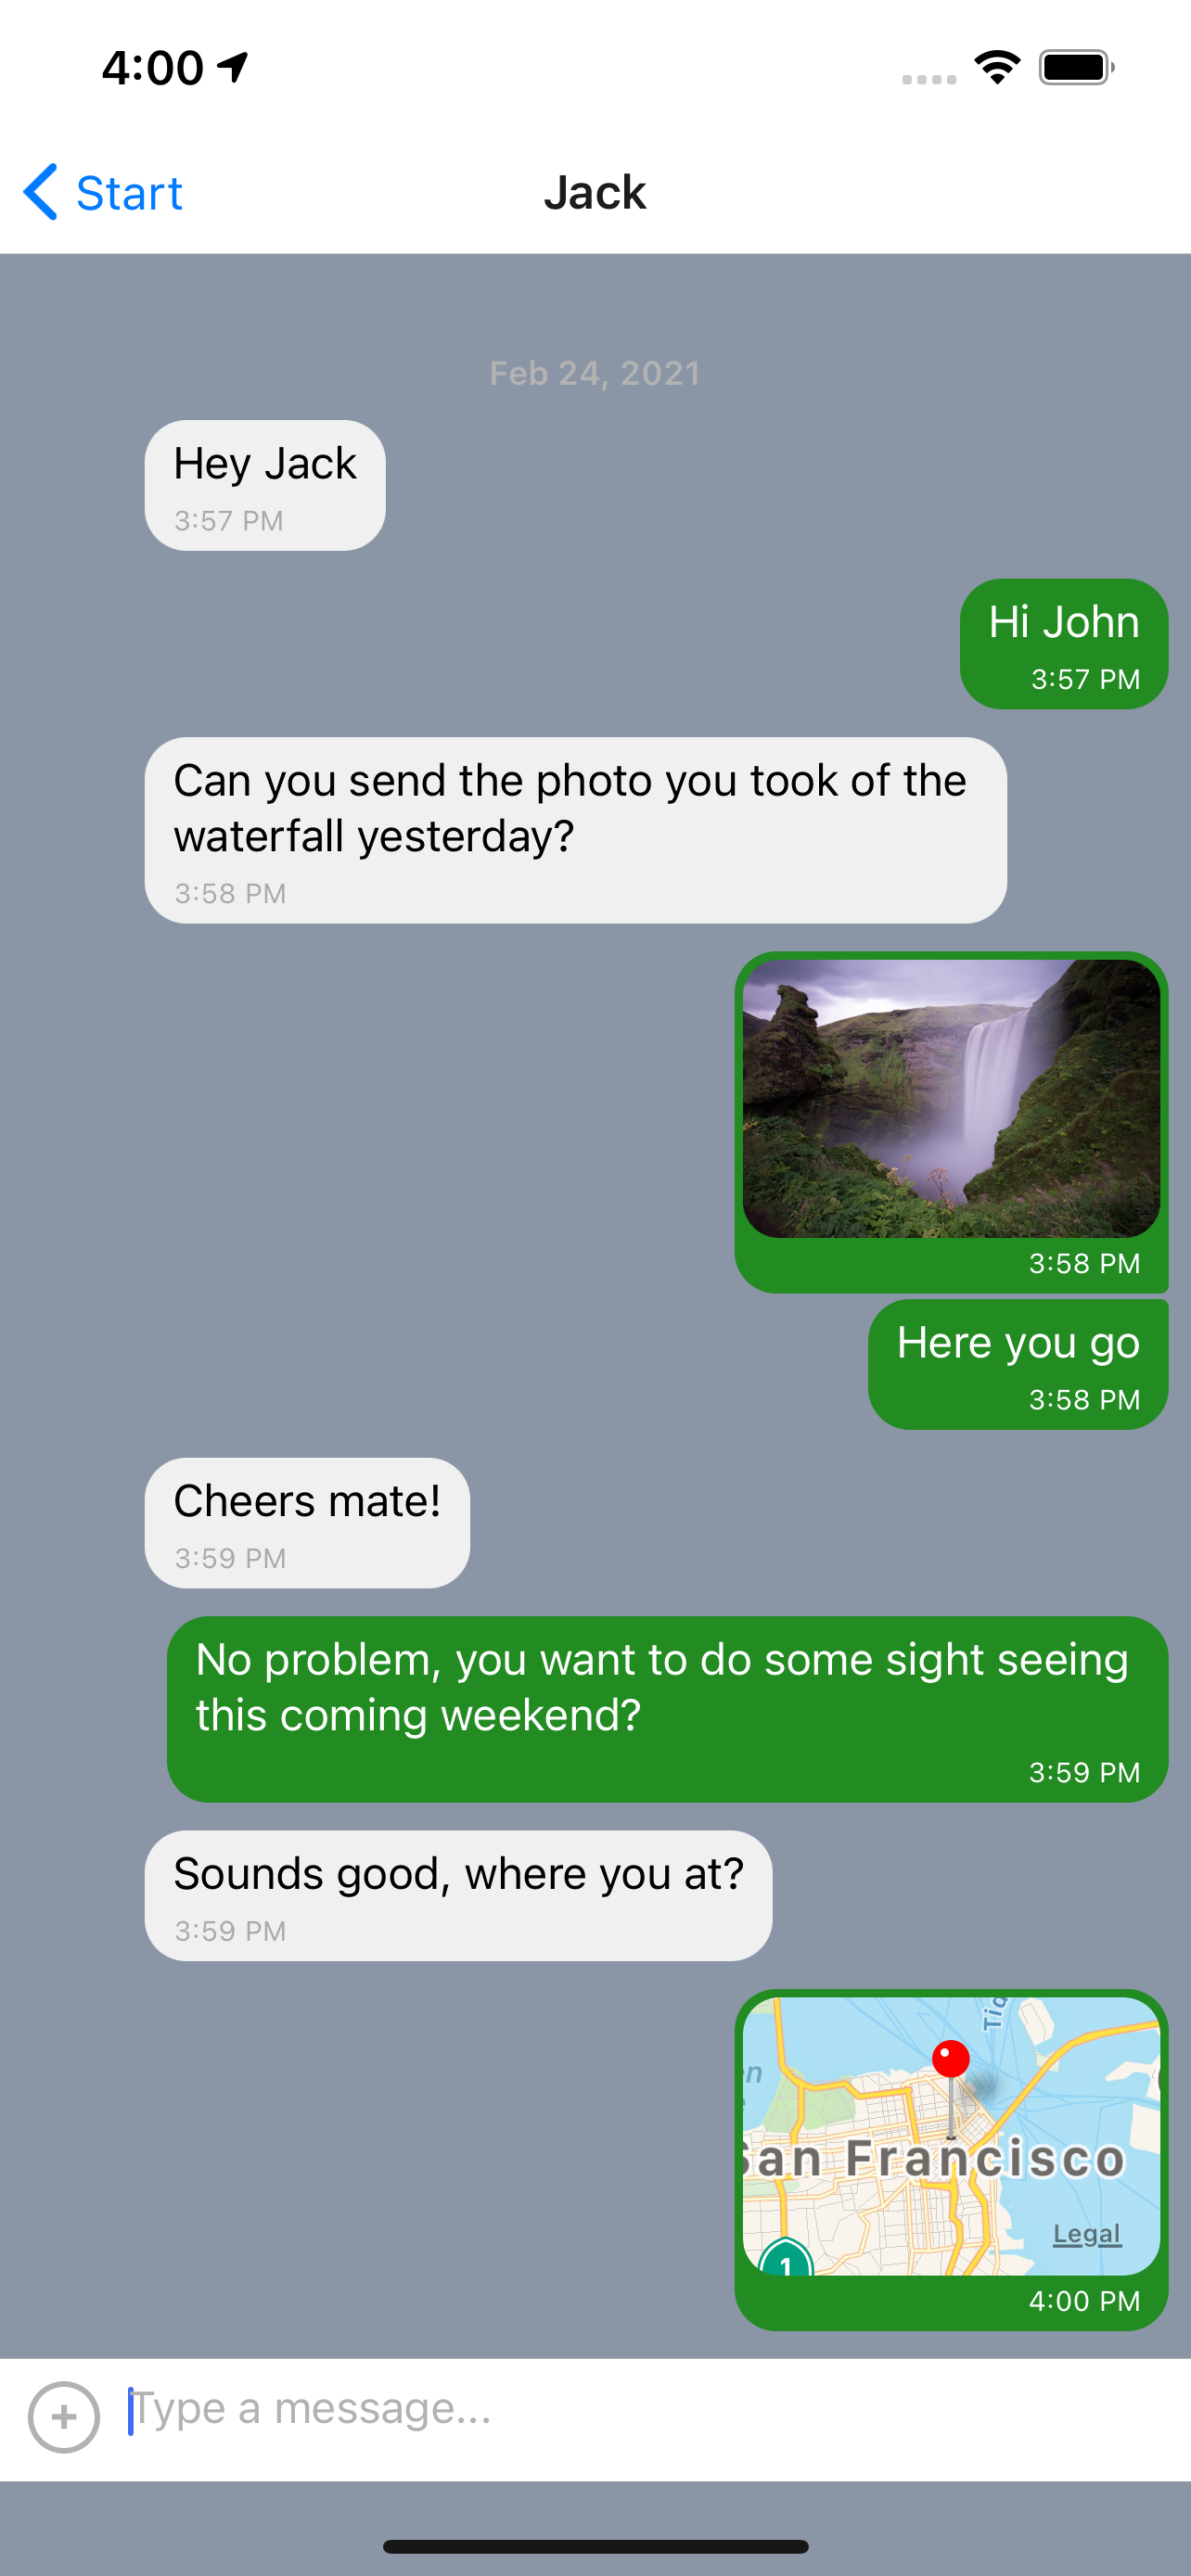 4:00
Start
Jack
Feb 24, 2021
Hey Jack
3:57 PM
Hi John
3:57 PM
Can you send the photo you took of the
waterfall yesterday?
3:58 PM
3:58 PM
Here you go
3:58 PM
Cheers mate!
3:59 PM
No problem, you want to do some sight seeing
this coming weekend?
3:59 PM
Sounds good, where you at?
3:59 PM
Tid
en
San Francisco
Legal
1
4:00 PM
Type a message...